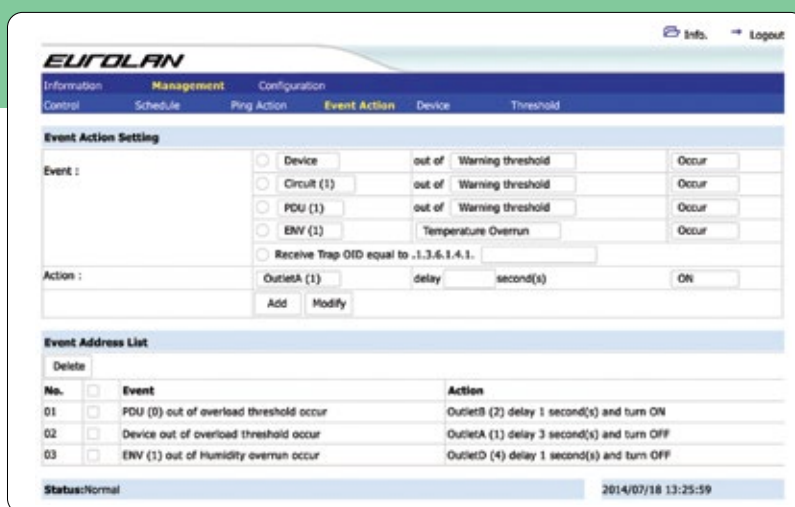 Info. → Logout
EUROLAN
Information Management Configuration
Control Schedule Ping Action Event Action Device Threshold
Event Action Setting
Event :
Device out of Warning threshold Occur
Circuit (1) out of Warning threshold Occur
PDU (1) out of Warning threshold Occur
ENV (1) Temperature Overrun Occur
Receive Trap OID equal to .1.3.6.1.4.1.
Action : OutletA (1) delay second(s) ON
Add Modify
Event Address List
Delete
No. Event Action
01 PDU (0) out of overload threshold occur OutletB (2) delay 1 second(s) and turn ON
02 Device out of overload threshold occur OutletA (1) delay 3 second(s) and turn OFF
03 ENV (1) out of Humidity overrun occur OutletD (4) delay 1 second(s) and turn OFF
Status:Normal 2014/07/18 13:25:59